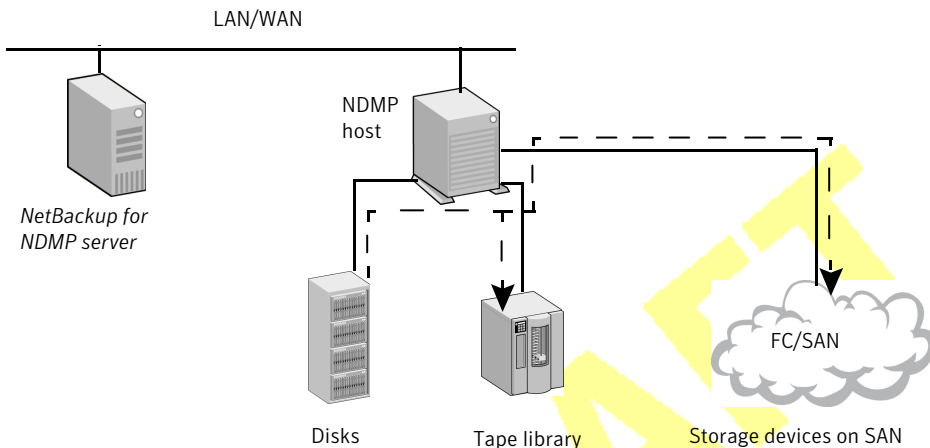 LAN/WAN
NDMP
host
NetBackup for
NDMP server
FC/SAN
Disks
Tape library
Storage devices on SAN